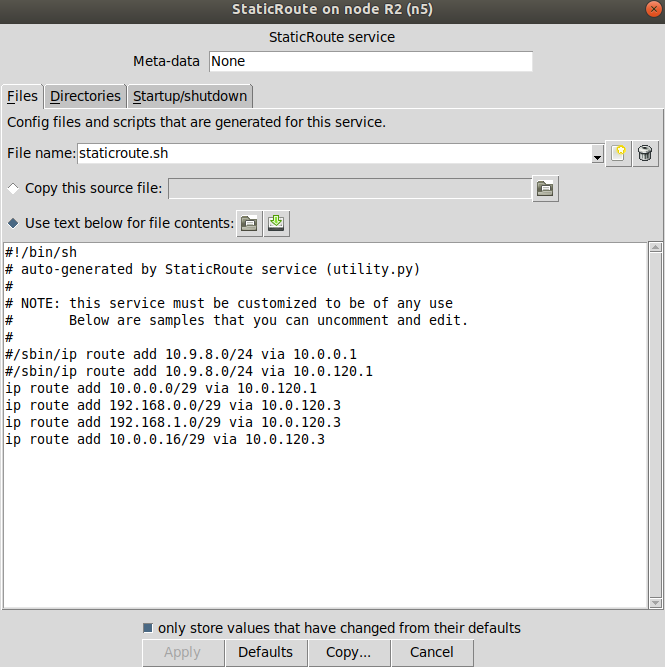 StaticRoute on node R2 (n5)
StaticRoute service
Meta-data None
Files Directories Startup/shutdown
Config files and scripts that are generated for this service.
File name: staticroute.sh
Copy this source file:
Use text below for file contents:
#!/bin/sh
# auto-generated by StaticRoute service (utility.py)
#
# NOTE: this service must be customized to be of any use
#       Below are samples that you can uncomment and edit.
#
#/sbin/ip route add 10.9.8.0/24 via 10.0.0.1
#/sbin/ip route add 10.9.8.0/24 via 10.0.120.1
ip route add 10.0.0.0/29 via 10.0.120.1
ip route add 192.168.0.0/29 via 10.0.120.3
ip route add 192.168.1.0/29 via 10.0.120.3
ip route add 10.0.0.16/29 via 10.0.120.3
only store values that have changed from their defaults
Apply Defaults Copy... Cancel